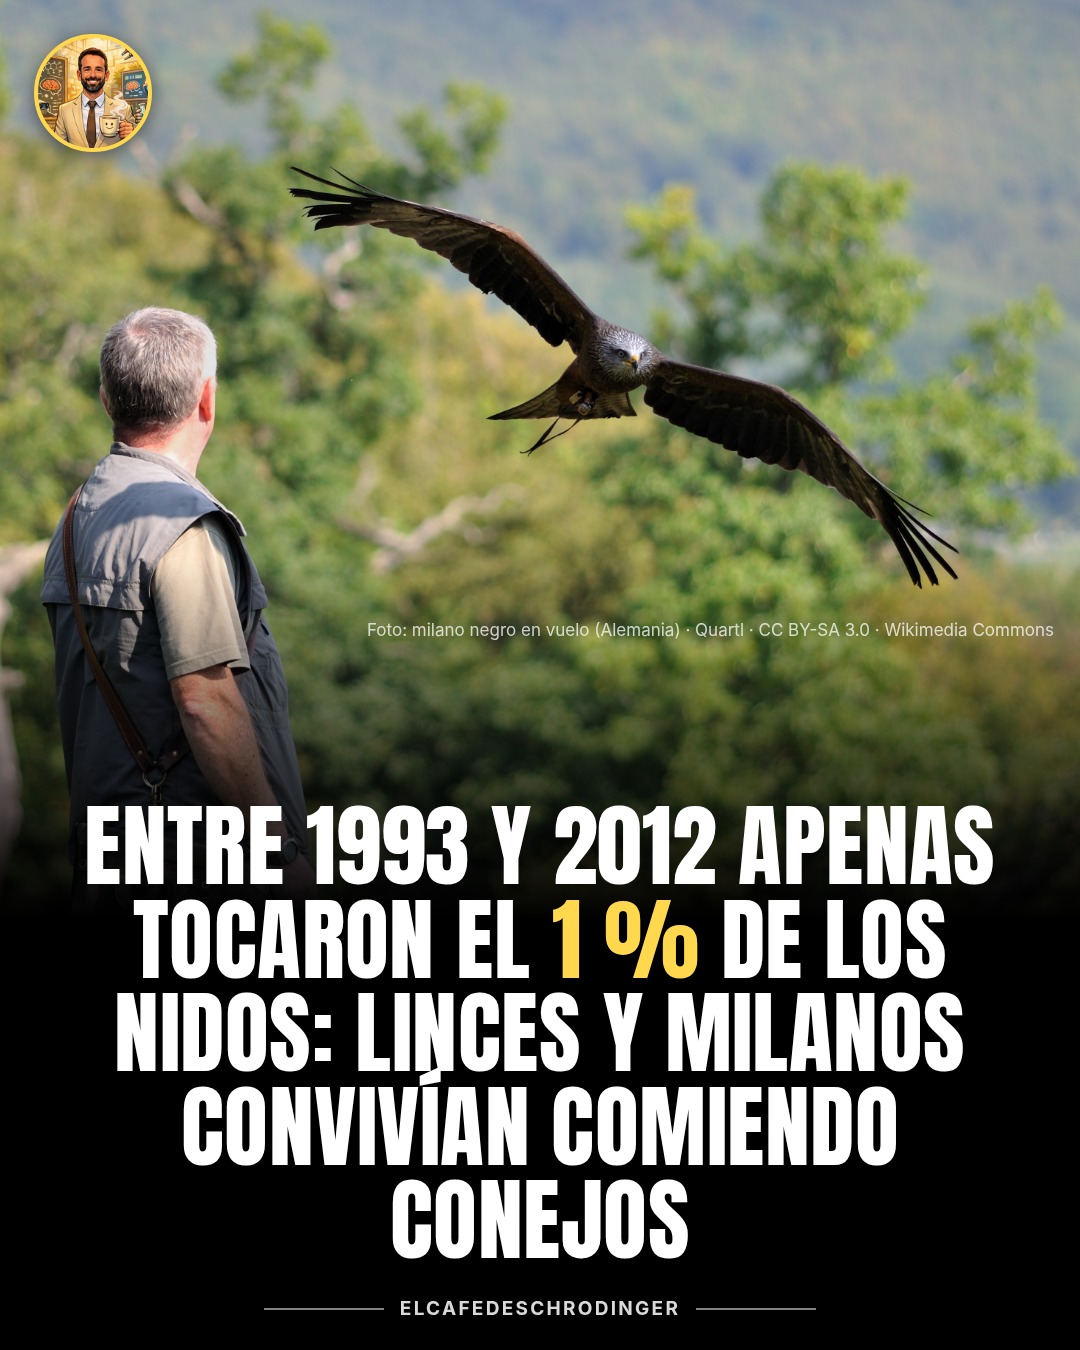 Foto: milano negro en vuelo (Alemania) · Quartl · CC BY-SA 3.0 · Wikimedia Commons
ENTRE 1993 Y 2012 APENAS
TOCARON EL 1 % DE LOS
NIDOS: LINCES Y MILANOS
CONVIVÍAN COMIENDO
CONEJOS
ELCAFEDESCHRODINGER